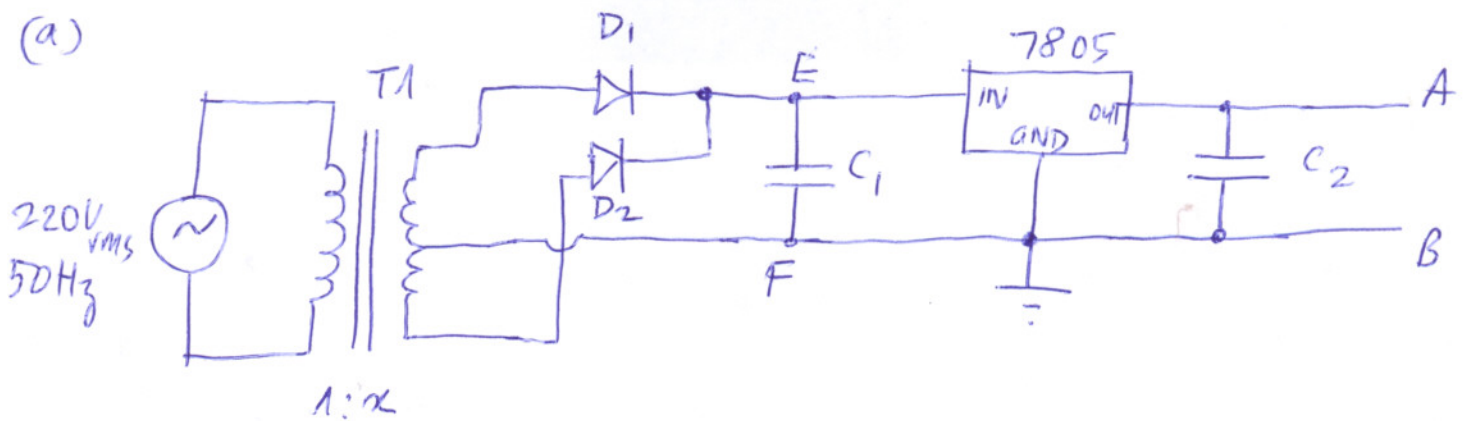 (a)
D1
7805
T1
E
IN
OUT
A
GND
C1
C2
D2
220Vrms
50Hz
F
B
1:x